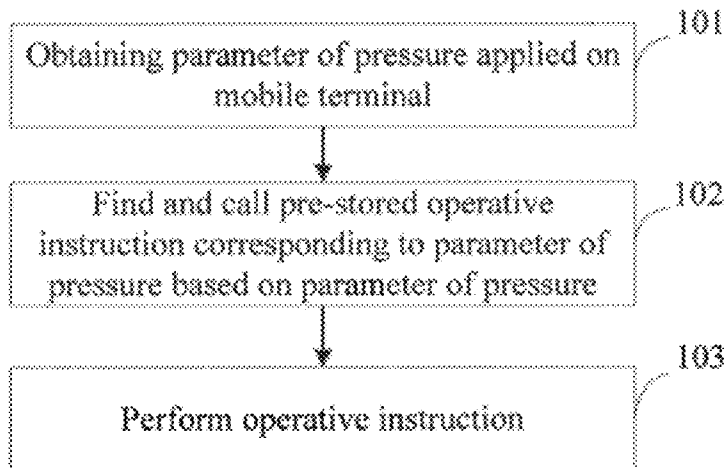 101
Obtaining parameter of pressure applied on
mobile terminal
102
Find and call pre-stored operative
instruction corresponding to parameter of
pressure based on parameter of pressure
103
Perform operative instruction